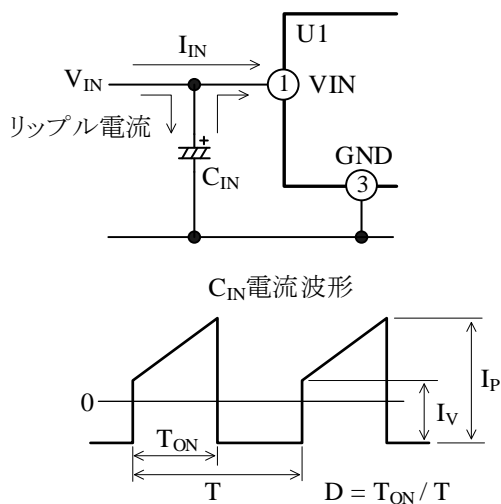 U1
I_IN
V_IN
1 VIN
リップル電流
GND
+
C_IN
3
C_IN電流波形
I_P
0
I_V
T_ON
T
D = T_ON / T